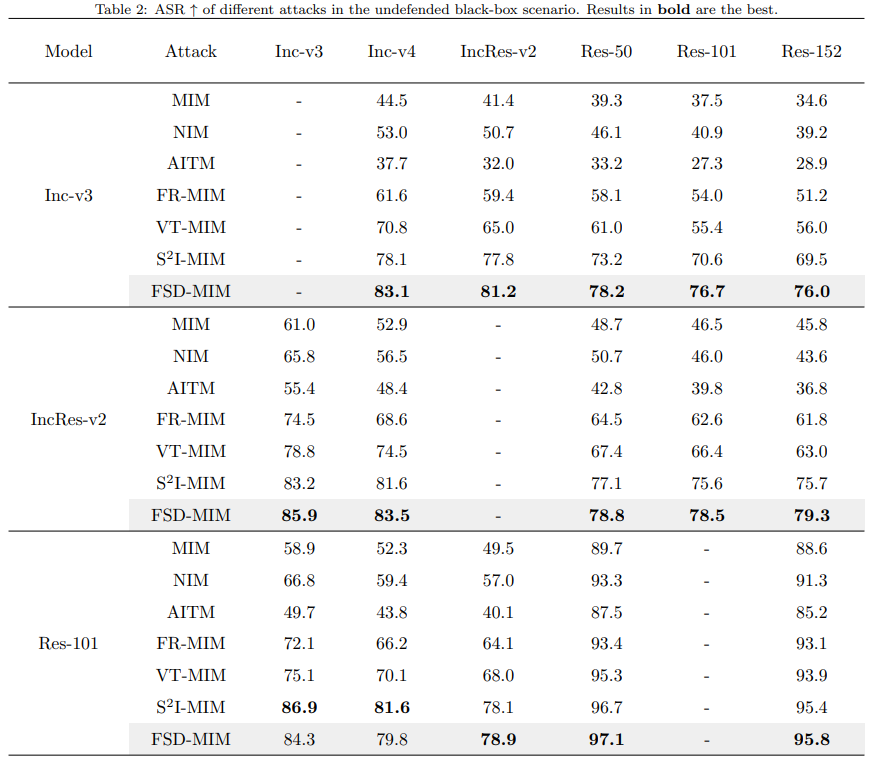 Table 2: ASR ↑ of different attacks in the undefended black-box scenario. Results in bold are the best.
Model Attack Inc-v3 Inc-v4 IncRes-v2 Res-50 Res-101 Res-152
MIM - 44.5 41.4 39.3 37.5 34.6
NIM - 53.0 50.7 46.1 40.9 39.2
AITM - 37.7 32.0 33.2 27.3 28.9
Inc-v3 FR-MIM - 61.6 59.4 58.1 54.0 51.2
VT-MIM - 70.8 65.0 61.0 55.4 56.0
S²I-MIM - 78.1 77.8 73.2 70.6 69.5
FSD-MIM - 83.1 81.2 78.2 76.7 76.0
MIM 61.0 52.9 - 48.7 46.5 45.8
NIM 65.8 56.5 - 50.7 46.0 43.6
AITM 55.4 48.4 - 42.8 39.8 36.8
IncRes-v2 FR-MIM 74.5 68.6 - 64.5 62.6 61.8
VT-MIM 78.8 74.5 - 67.4 66.4 63.0
S²I-MIM 83.2 81.6 - 77.1 75.6 75.7
FSD-MIM 85.9 83.5 - 78.8 78.5 79.3
MIM 58.9 52.3 49.5 89.7 - 88.6
NIM 66.8 59.4 57.0 93.3 - 91.3
AITM 49.7 43.8 40.1 87.5 - 85.2
Res-101 FR-MIM 72.1 66.2 64.1 93.4 - 93.1
VT-MIM 75.1 70.1 68.0 95.3 - 93.9
S²I-MIM 86.9 81.6 78.1 96.7 - 95.4
FSD-MIM 84.3 79.8 78.9 97.1 - 95.8